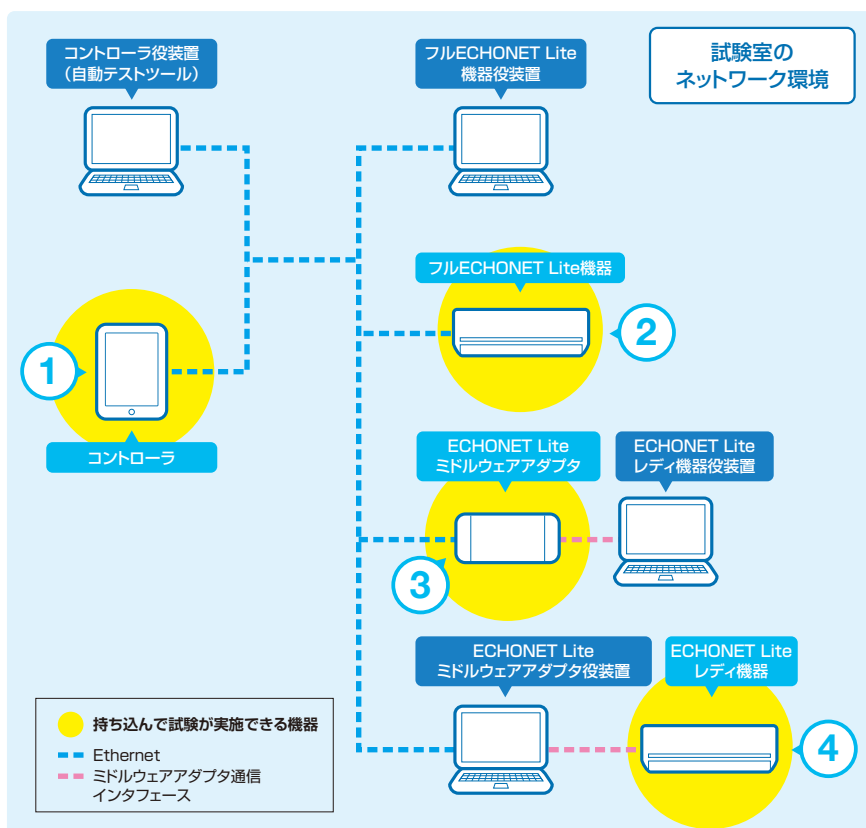 コントローラ役装置
（自動テストツール）
フルECHONET Lite
機器役装置
試験室の
ネットワーク環境
フルECHONET Lite機器
1
2
コントローラ
ECHONET Lite
ミドルウェアアダプタ
ECHONET Lite
レディ機器役装置
3
ECHONET Lite
ミドルウェアアダプタ役装置
ECHONET Lite
レディ機器
4
持ち込んで試験が実施できる機器
Ethernet
ミドルウェアアダプタ通信
インタフェース